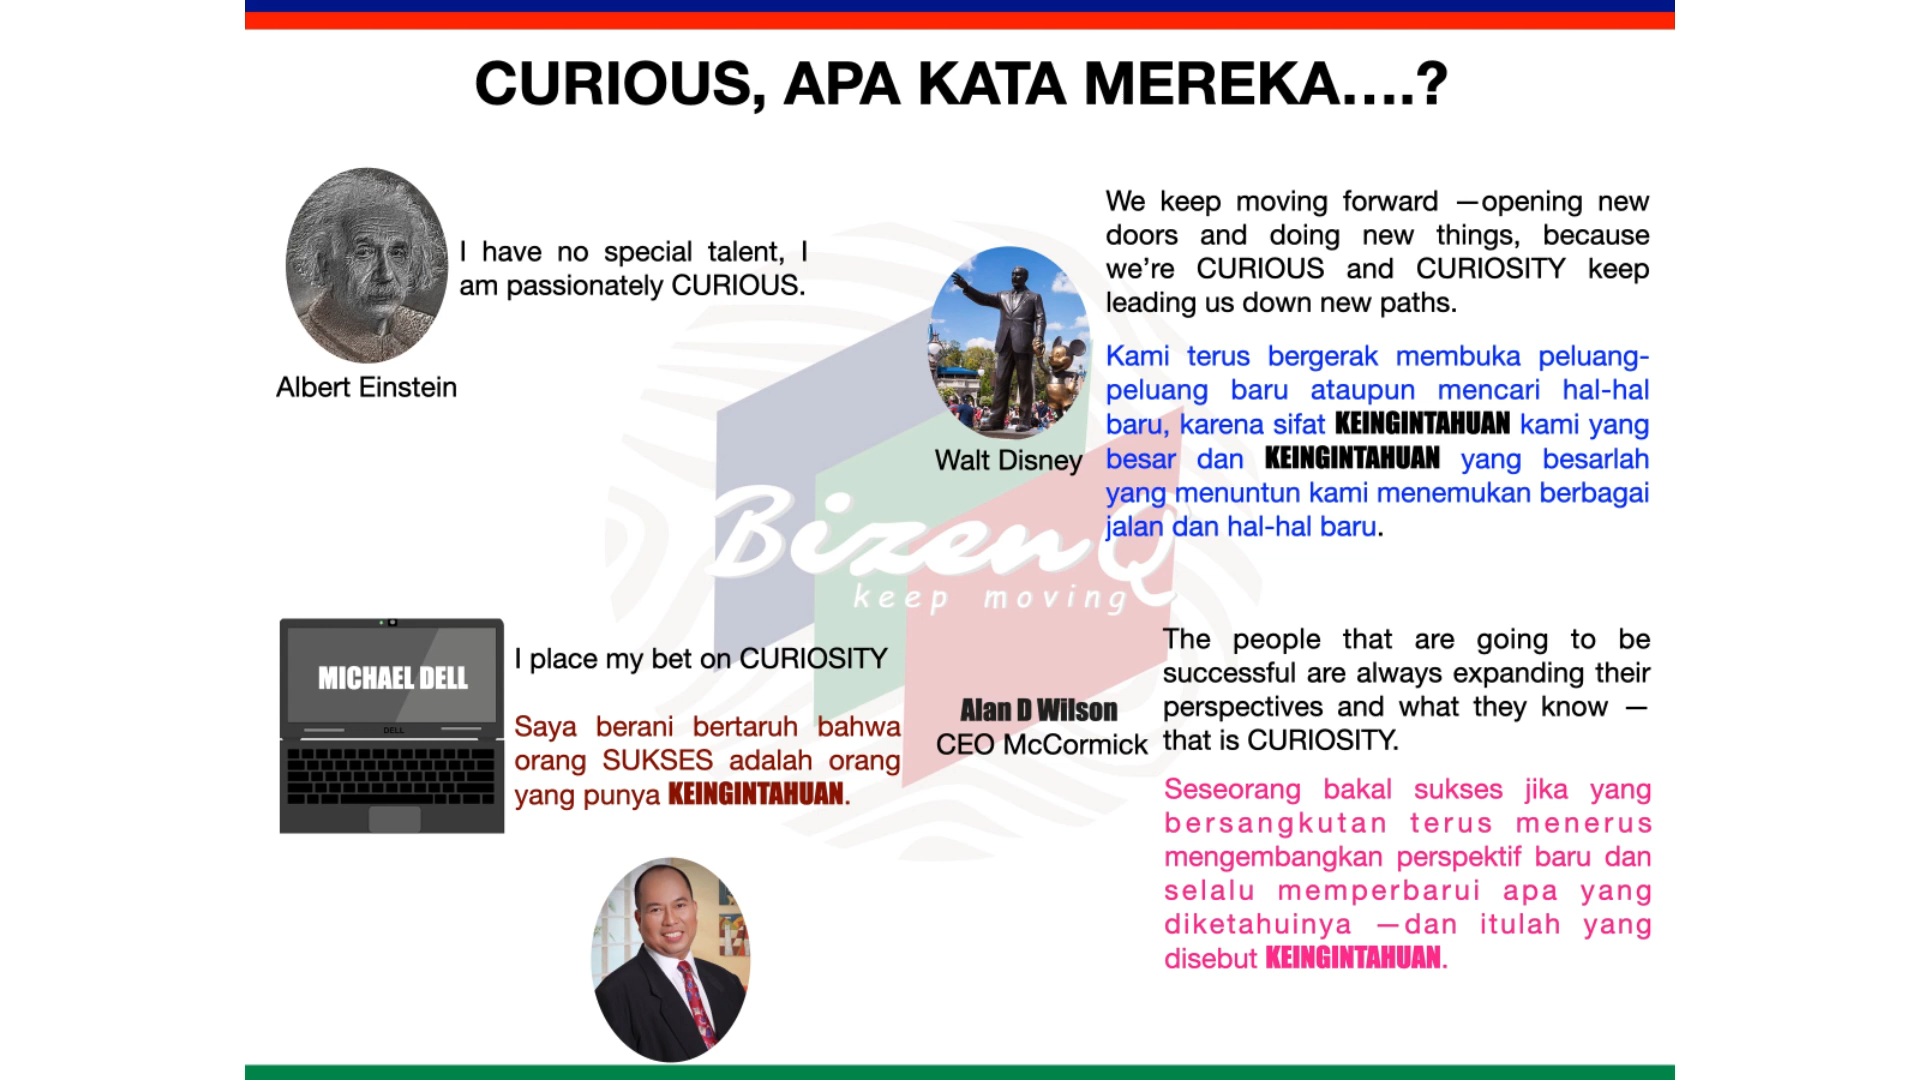 CURIOUS, APA KATA MEREKA....?
I have no special talent, I
am passionately CURIOUS.
Albert Einstein
We keep moving forward —opening new
doors and doing new things, because
we're CURIOUS and CURIOSITY keep
leading us down new paths.
Kami terus bergerak membuka peluang-
peluang baru ataupun mencari hal-hal
baru, karena sifat KEINGINTAHUAN kami yang
besar dan KEINGINTAHUAN yang besarlah
yang menuntun kami menemukan berbagai
jalan dan hal-hal baru.
Walt Disney
BizenQ
keep moving
MICHAEL DELL
DELL
I place my bet on CURIOSITY
Saya berani bertaruh bahwa
orang SUKSES adalah orang
yang punya KEINGINTAHUAN.
Alan D Wilson
CEO McCormick
The people that are going to be
successful are always expanding their
perspectives and what they know —
that is CURIOSITY.
Seseorang bakal sukses jika yang
bersangkutan terus menerus
mengembangkan perspektif baru dan
selalu memperbarui apa yang
diketahuinya —dan itulah yang
disebut KEINGINTAHUAN.